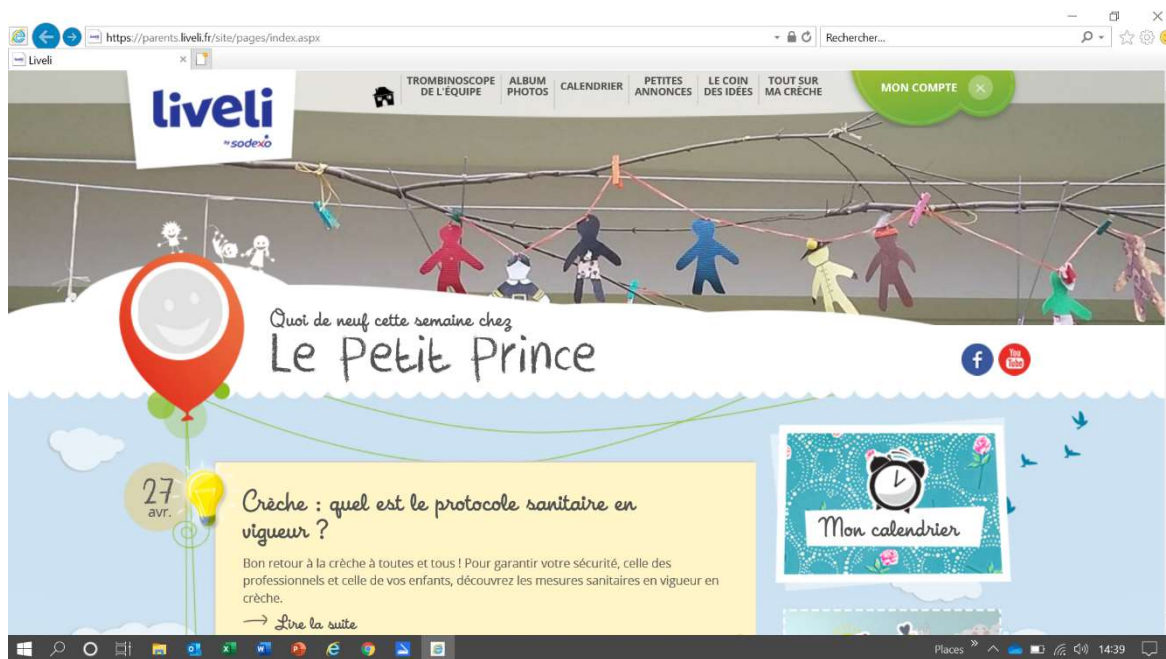 https://parents.liveli.fr/site/pages/index.aspx
Rechercher...
Liveli
liveli
by sodexo
TROMBINOSCOPE
DE L'ÉQUIPE
ALBUM
PHOTOS
CALENDRIER
PETITES
ANNONCES
LE COIN
DES IDÉES
TOUT SUR
MA CRÈCHE
MON COMPTE
Quoi de neuf cette semaine chez
Le Petit Prince
f
You
Tube
27
avr.
Crèche : quel est le protocole sanitaire en
vigueur ?
Bon retour à la crèche à toutes et tous ! Pour garantir votre sécurité, celle des
professionnels et celle de vos enfants, découvrez les mesures sanitaires en vigueur en
crèche.
Lire la suite
Mon calendrier
Places
14:39